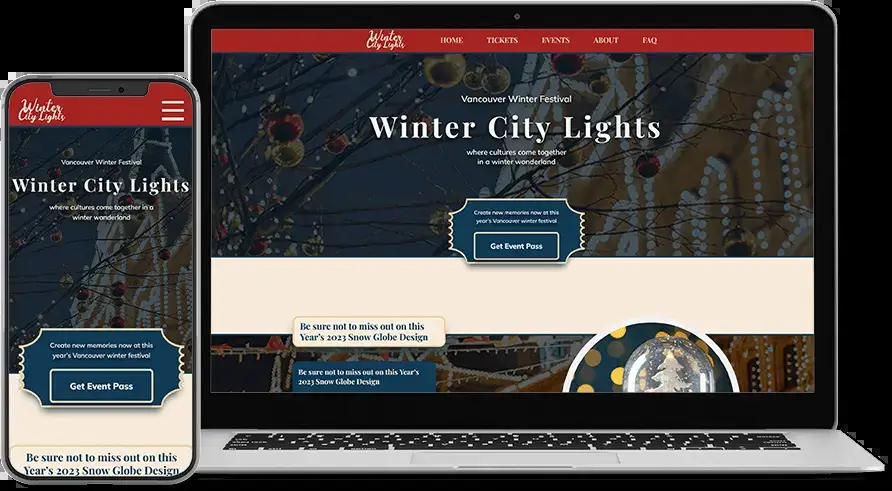 Winter
City Lights
HOME TICKETS EVENTS ABOUT FAQ
Vancouver Winter Festival
Winter City Lights
where cultures come together
in a winter wonderland
Create new memories now at this
year's Vancouver winter festival
Get Event Pass
Be sure not to miss out on this
Year's 2023 Snow Globe Design
Be sure not to miss out on this Year's
2023 Snow Globe Design
Winter
City Lights
Vancouver Winter Festival
Winter City Lights
where cultures come together in a
winter wonderland
Create new memories now at this
year's Vancouver winter festival
Get Event Pass
Be sure not to miss out on this
Year's 2023 Snow Globe Design